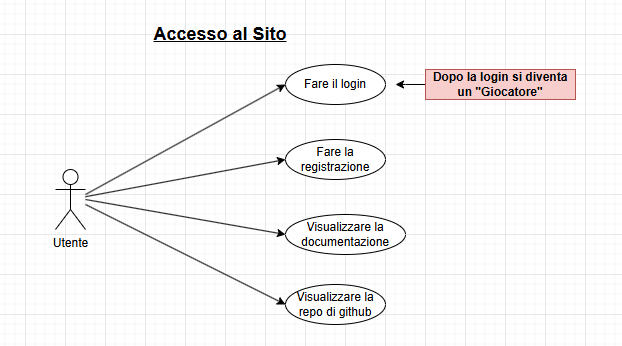 Accesso al Sito
Fare il login
Dopo la login si diventa
un "Giocatore"
Fare la
registrazione
Utente
Visualizzare la
documentazione
Visualizzare la
repo di github